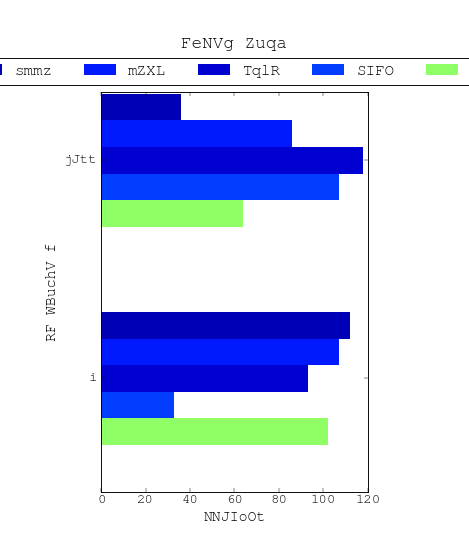 FeNVg Zuqa
smmz mZXL TqlR SIFO
jJtt
i
RF WBuchV f
0 20 40 60 80 100 120
NNJIoOt